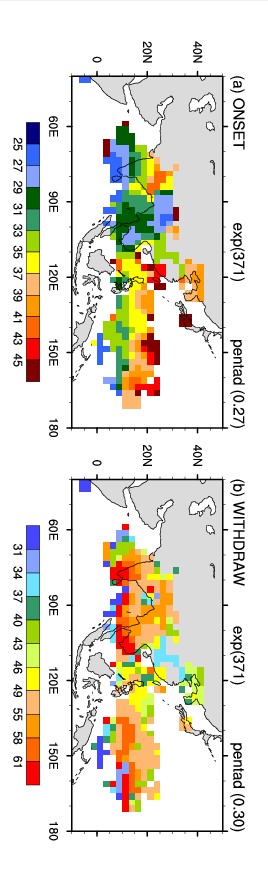 (a) ONSET exp(371) pentad (0.27)
(b) WITHDRAW exp(371) pentad (0.30)
40N
20N
0
40N
20N
0
60E 90E 120E 150E 180
60E 90E 120E 150E 180
25 27 29 31 33 35 37 39 41 43 45
31 34 37 40 43 46 49 55 58 61